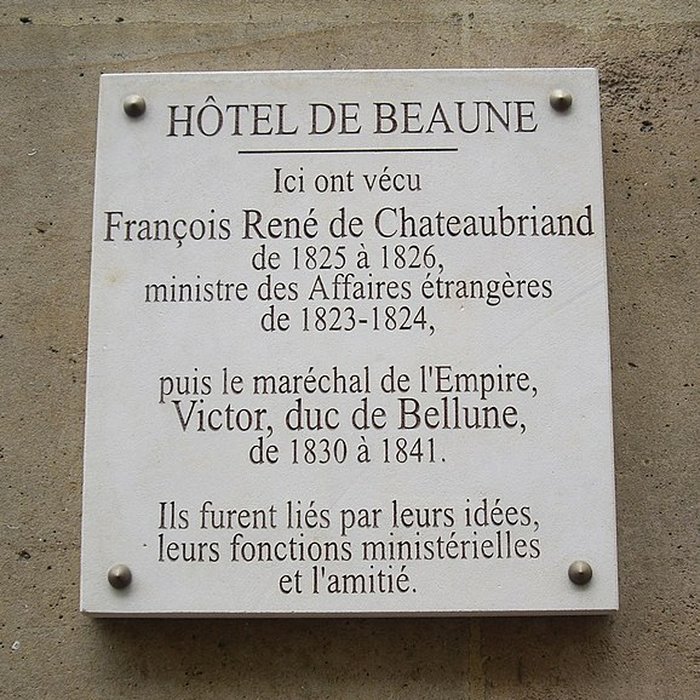 HÔTEL DE BEAUNE
Ici ont vécu
François René de Chateaubriand
de 1825 à 1826,
ministre des Affaires étrangères
de 1823-1824,
puis le maréchal de l'Empire,
Victor, duc de Bellune,
de 1830 à 1841.
Ils furent liés par leurs idées,
leurs fonctions ministérielles
et l'amitié.